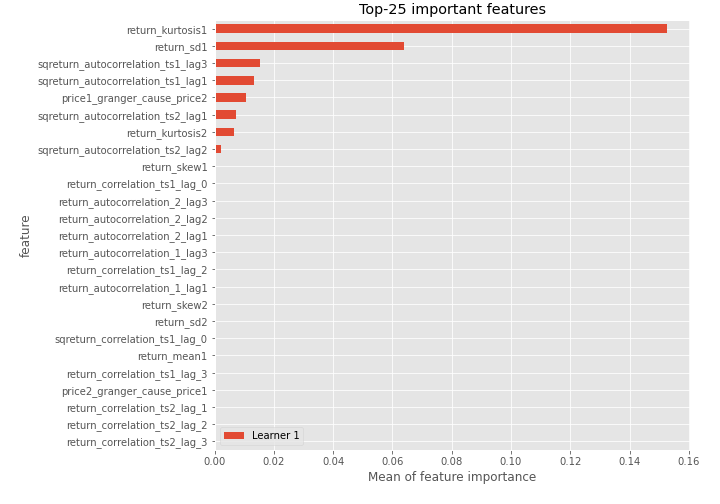 Top-25 important features
return_kurtosis1
return_sd1
sqreturn_autocorrelation_ts1_lag3
sqreturn_autocorrelation_ts1_lag1
price1_granger_cause_price2
sqreturn_autocorrelation_ts2_lag1
return_kurtosis2
sqreturn_autocorrelation_ts2_lag2
return_skew1
return_correlation_ts1_lag_0
return_autocorrelation_2_lag3
return_autocorrelation_2_lag2
return_autocorrelation_2_lag1
return_autocorrelation_1_lag3
return_correlation_ts1_lag_2
return_autocorrelation_1_lag1
return_skew2
return_sd2
sqreturn_correlation_ts1_lag_0
return_mean1
return_correlation_ts1_lag_3
price2_granger_cause_price1
return_correlation_ts2_lag_1
return_correlation_ts2_lag_2
return_correlation_ts2_lag_3
feature
Learner 1
0.00 0.02 0.04 0.06 0.08 0.10 0.12 0.14 0.16
Mean of feature importance